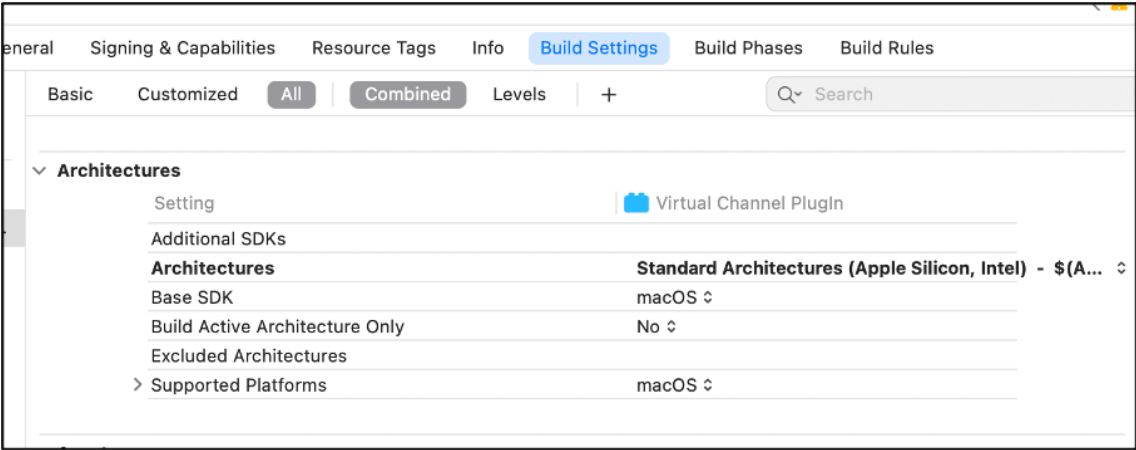 eneral Signing & Capabilities Resource Tags Info Build Settings Build Phases Build Rules
Basic Customized All Combined Levels + Search
Architectures
Setting Virtual Channel PlugIn
Additional SDKs
Architectures Standard Architectures (Apple Silicon, Intel) - $(A...
Base SDK macOS
Build Active Architecture Only No
Excluded Architectures
Supported Platforms macOS